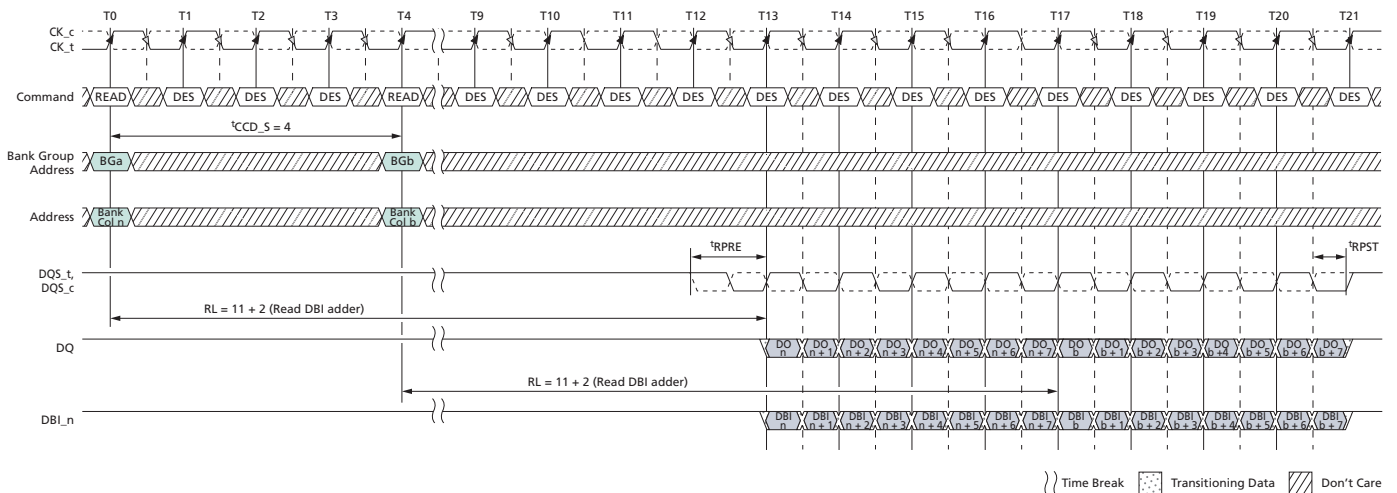 T0 T1 T2 T3 T4 T9 T10 T11 T12 T13 T14 T15 T16 T17 T18 T19 T20 T21
CK_c
CK_t
Command READ DES DES DES READ DES DES DES DES DES DES DES DES DES DES DES DES DES
tCCD_S = 4
Bank Group
Address BGa BGb
Address Bank
Col n Bank
Col b
tRPRE tRPST
DQS_t,
DQS_c
RL = 11 + 2 (Read DBI adder)
DQ DO
n DO
n + 1 DO
n + 2 DO
n + 3 DO
n + 4 DO
n + 5 DO
n + 6 DO
n + 7 DO
b DO
b + 1 DO
b + 2 DO
b + 3 DO
b +4 DO
b + 5 DO
b + 6 DO
b + 7
RL = 11 + 2 (Read DBI adder)
DBI_n DBI
n DBI
n + 1 DBI
n + 2 DBI
n + 3 DBI
n + 4 DBI
n + 5 DBI
n + 6 DBI
n + 7 DBI
b DBI
b + 1 DBI
b + 2 DBI
b + 3 DBI
b + 4 DBI
b + 5 DBI
b + 6 DBI
b + 7
Time Break Transitioning Data Don't Care